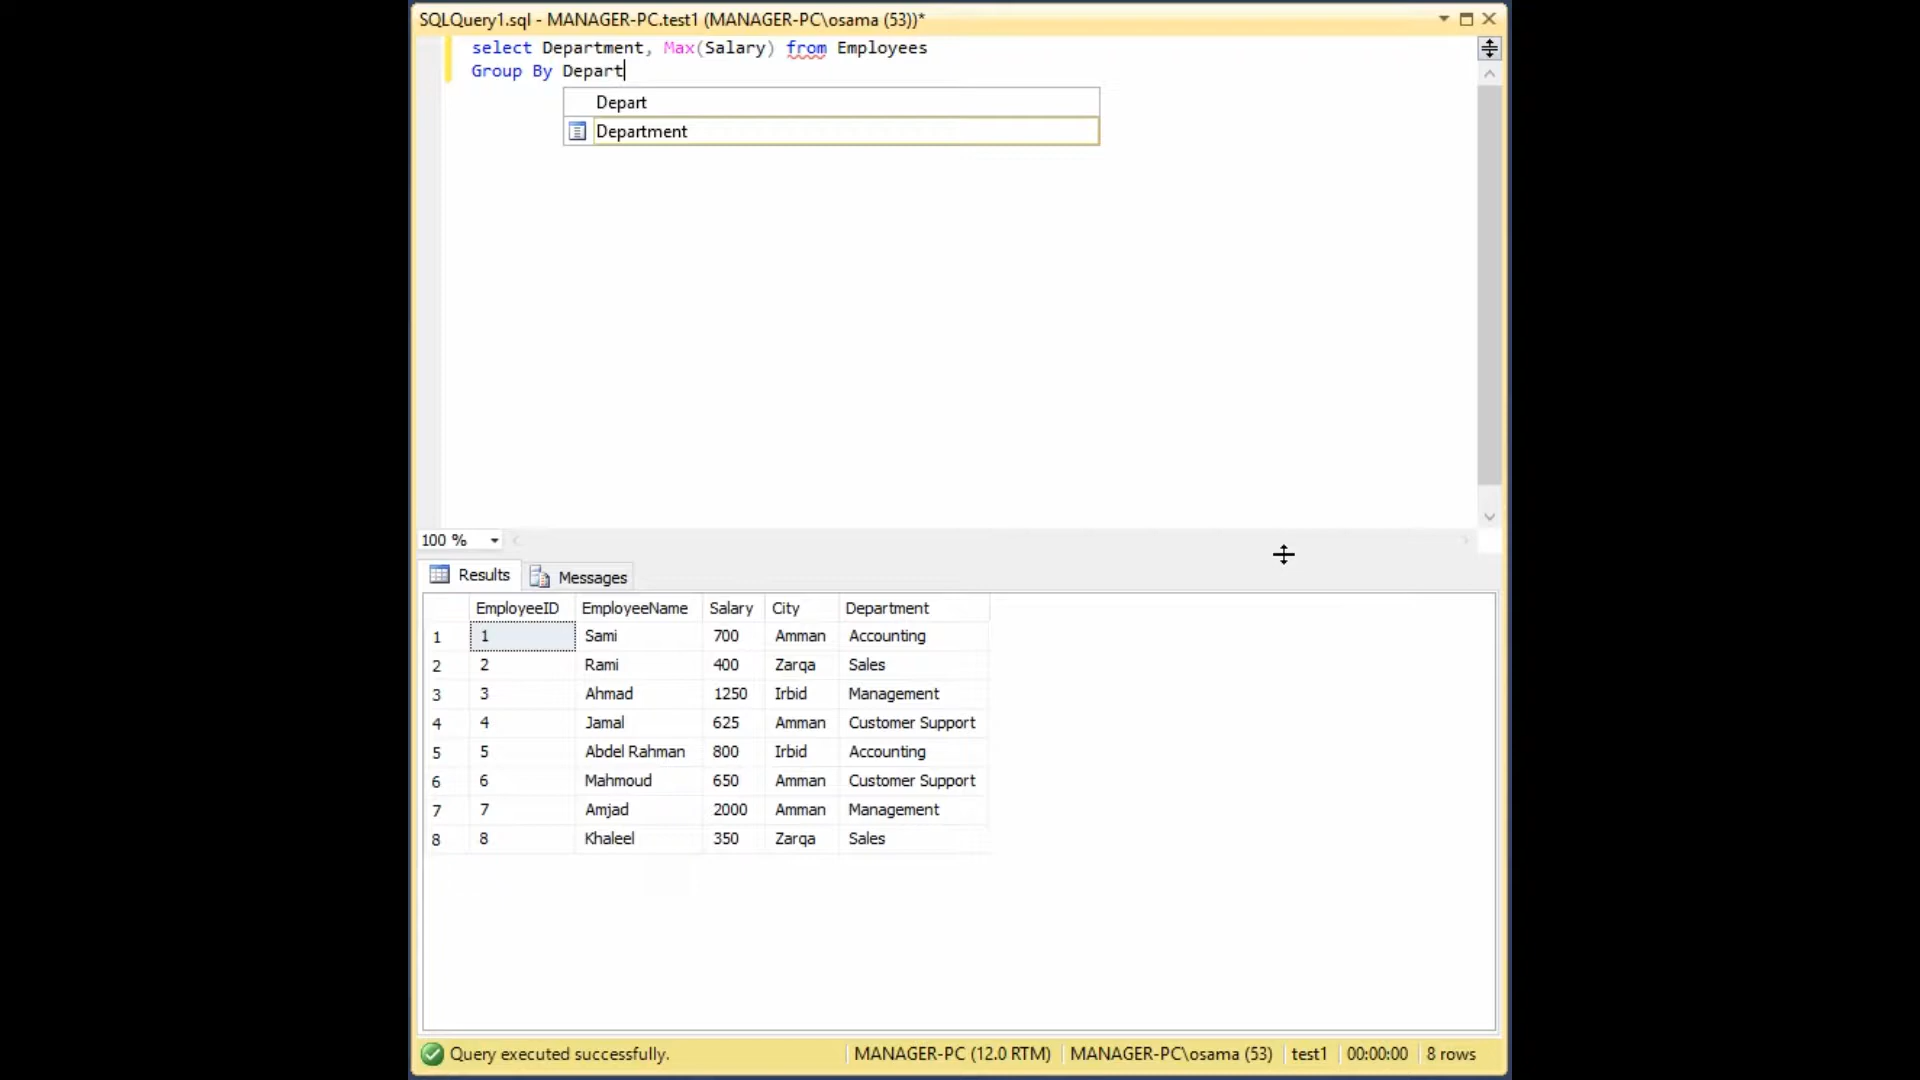 SQLQuery1.sql - MANAGER-PC.test1 (MANAGER-PC\osama (53))*
select Department, Max(Salary) from Employees
Group By Depart
Depart
Department
100 %
Results Messages
EmployeeID EmployeeName Salary City Department
1 1 Sami 700 Amman Accounting
2 2 Rami 400 Zarqa Sales
3 3 Ahmad 1250 Irbid Management
4 4 Jamal 625 Amman Customer Support
5 5 Abdel Rahman 800 Irbid Accounting
6 6 Mahmoud 650 Amman Customer Support
7 7 Amjad 2000 Amman Management
8 8 Khaleel 350 Zarqa Sales
Query executed successfully. MANAGER-PC (12.0 RTM) MANAGER-PC\osama (53) test1 00:00:00 8 rows